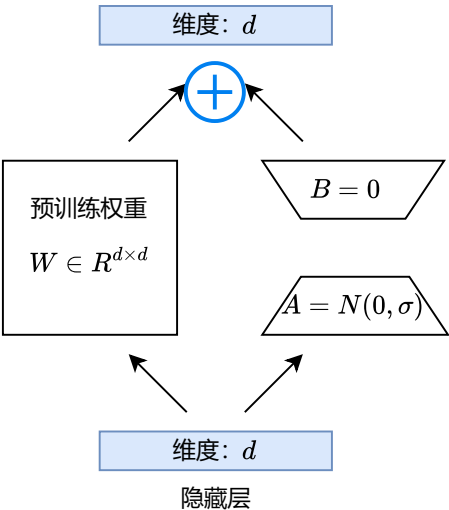 维度：d
预训练权重
W ∈ R^{d×d}
B = 0
A = N(0, σ)
维度：d
隐藏层